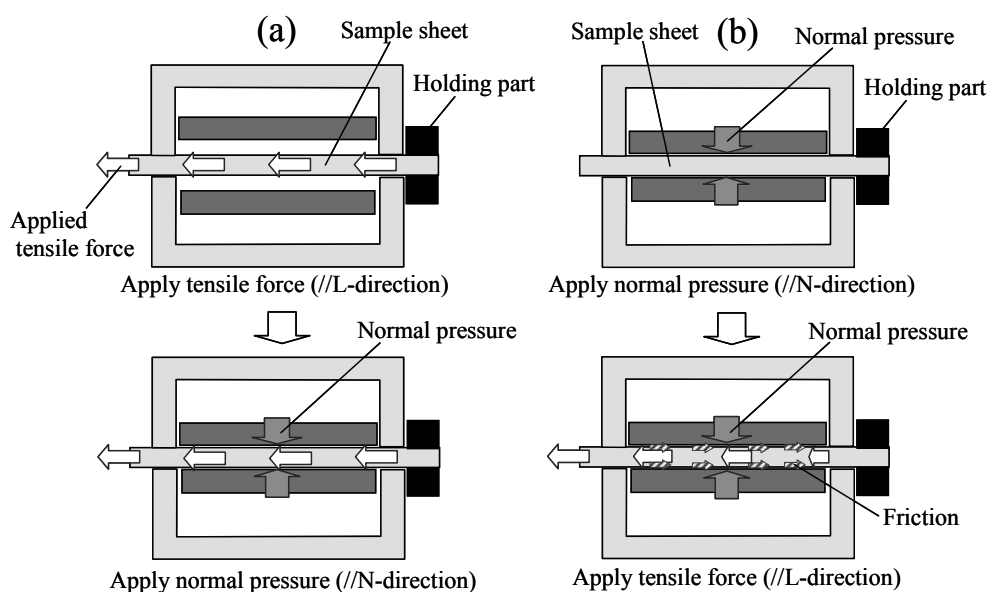 (a)
Sample sheet
Holding part
Applied
tensile force
Apply tensile force (//L-direction)
Normal pressure
Apply normal pressure (//N-direction)
(b)
Sample sheet
Normal pressure
Holding part
Apply normal pressure (//N-direction)
Normal pressure
Friction
Apply tensile force (//L-direction)